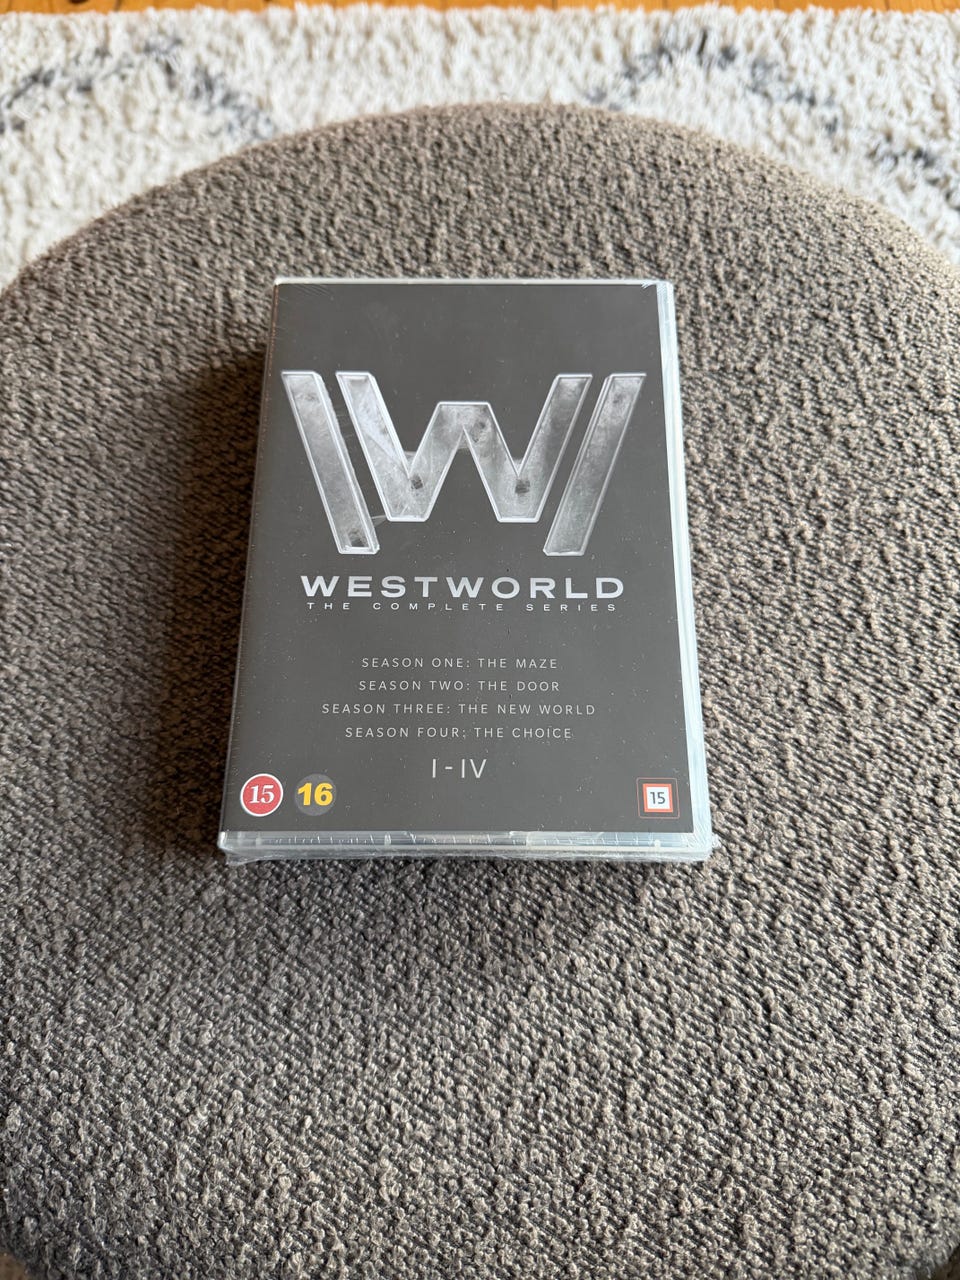 W
WESTWORLD
THE COMPLETE SERIES
SEASON ONE: THE MAZE
SEASON TWO: THE DOOR
SEASON THREE: THE NEW WORLD
SEASON FOUR: THE CHOICE
I-IV
15 16 15